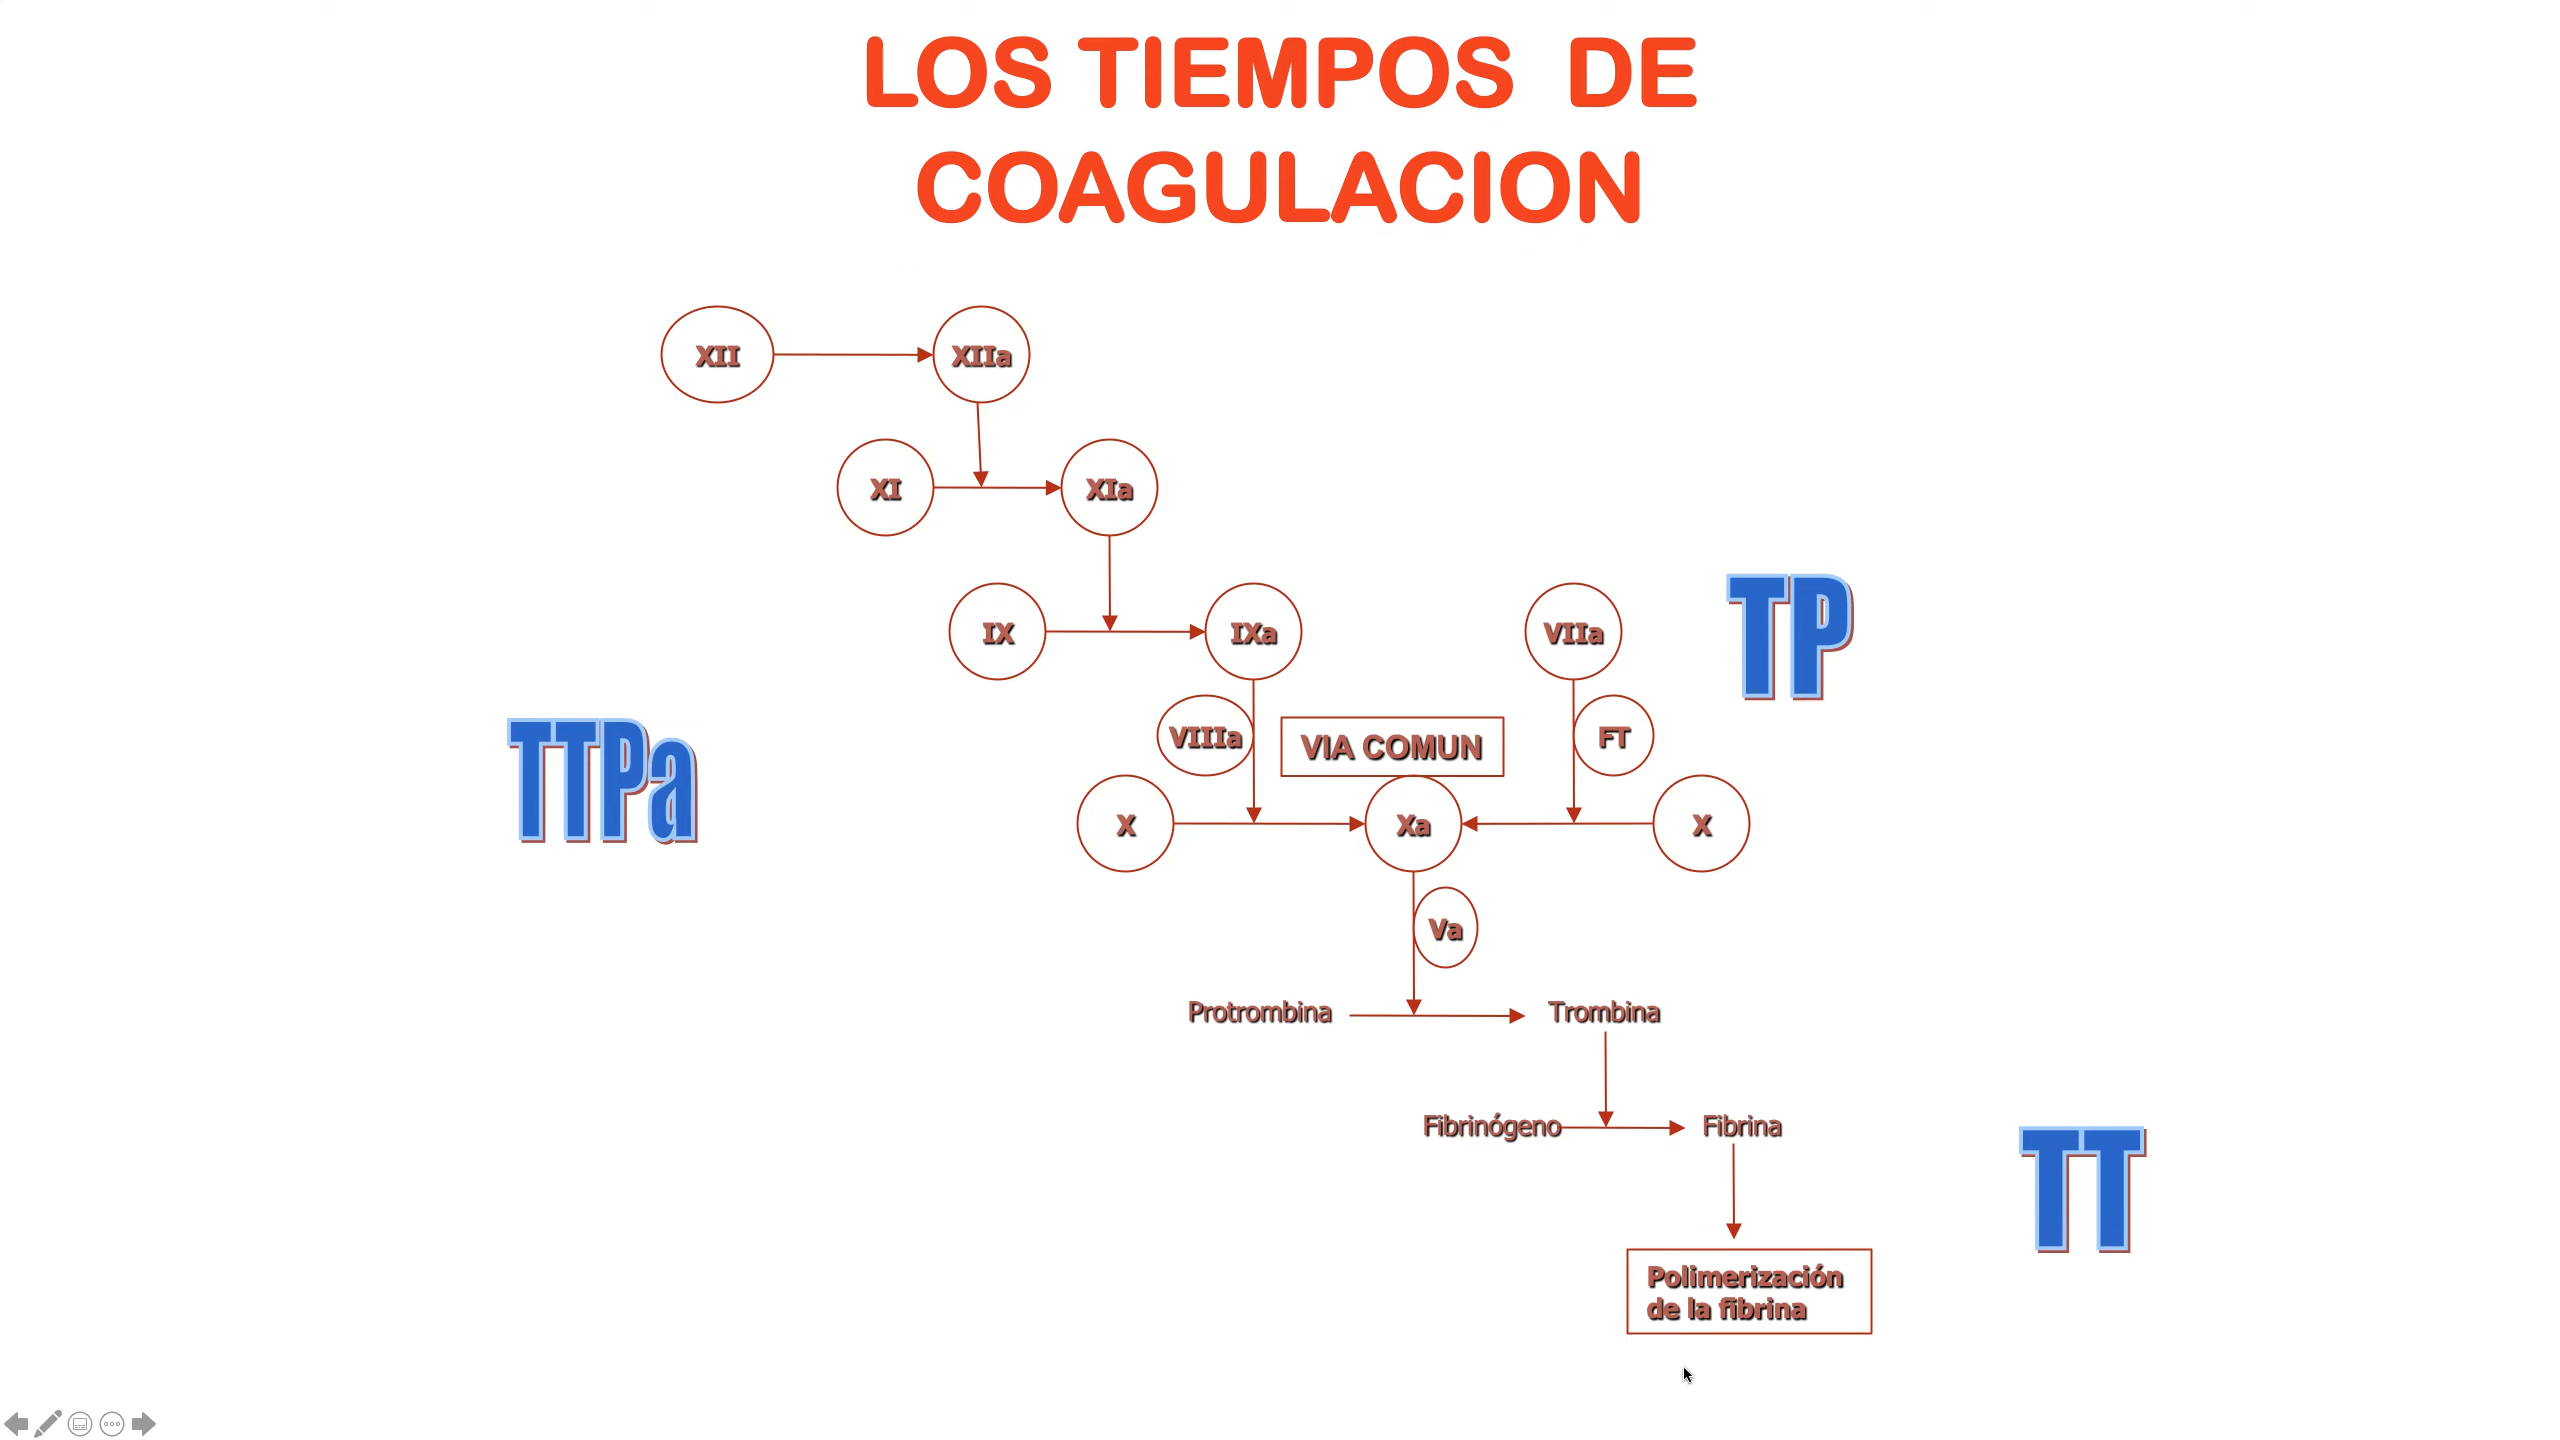 LOS TIEMPOS DE
COAGULACION
XII
XIIa
XI
XIa
IX
IXa
VIIa
TP
VIIIa
VIA COMUN
FT
TTPa
X
Xa
X
Va
Protrombina
Trombina
Fibrinógeno
Fibrina
TT
Polimerización
de la fibrina